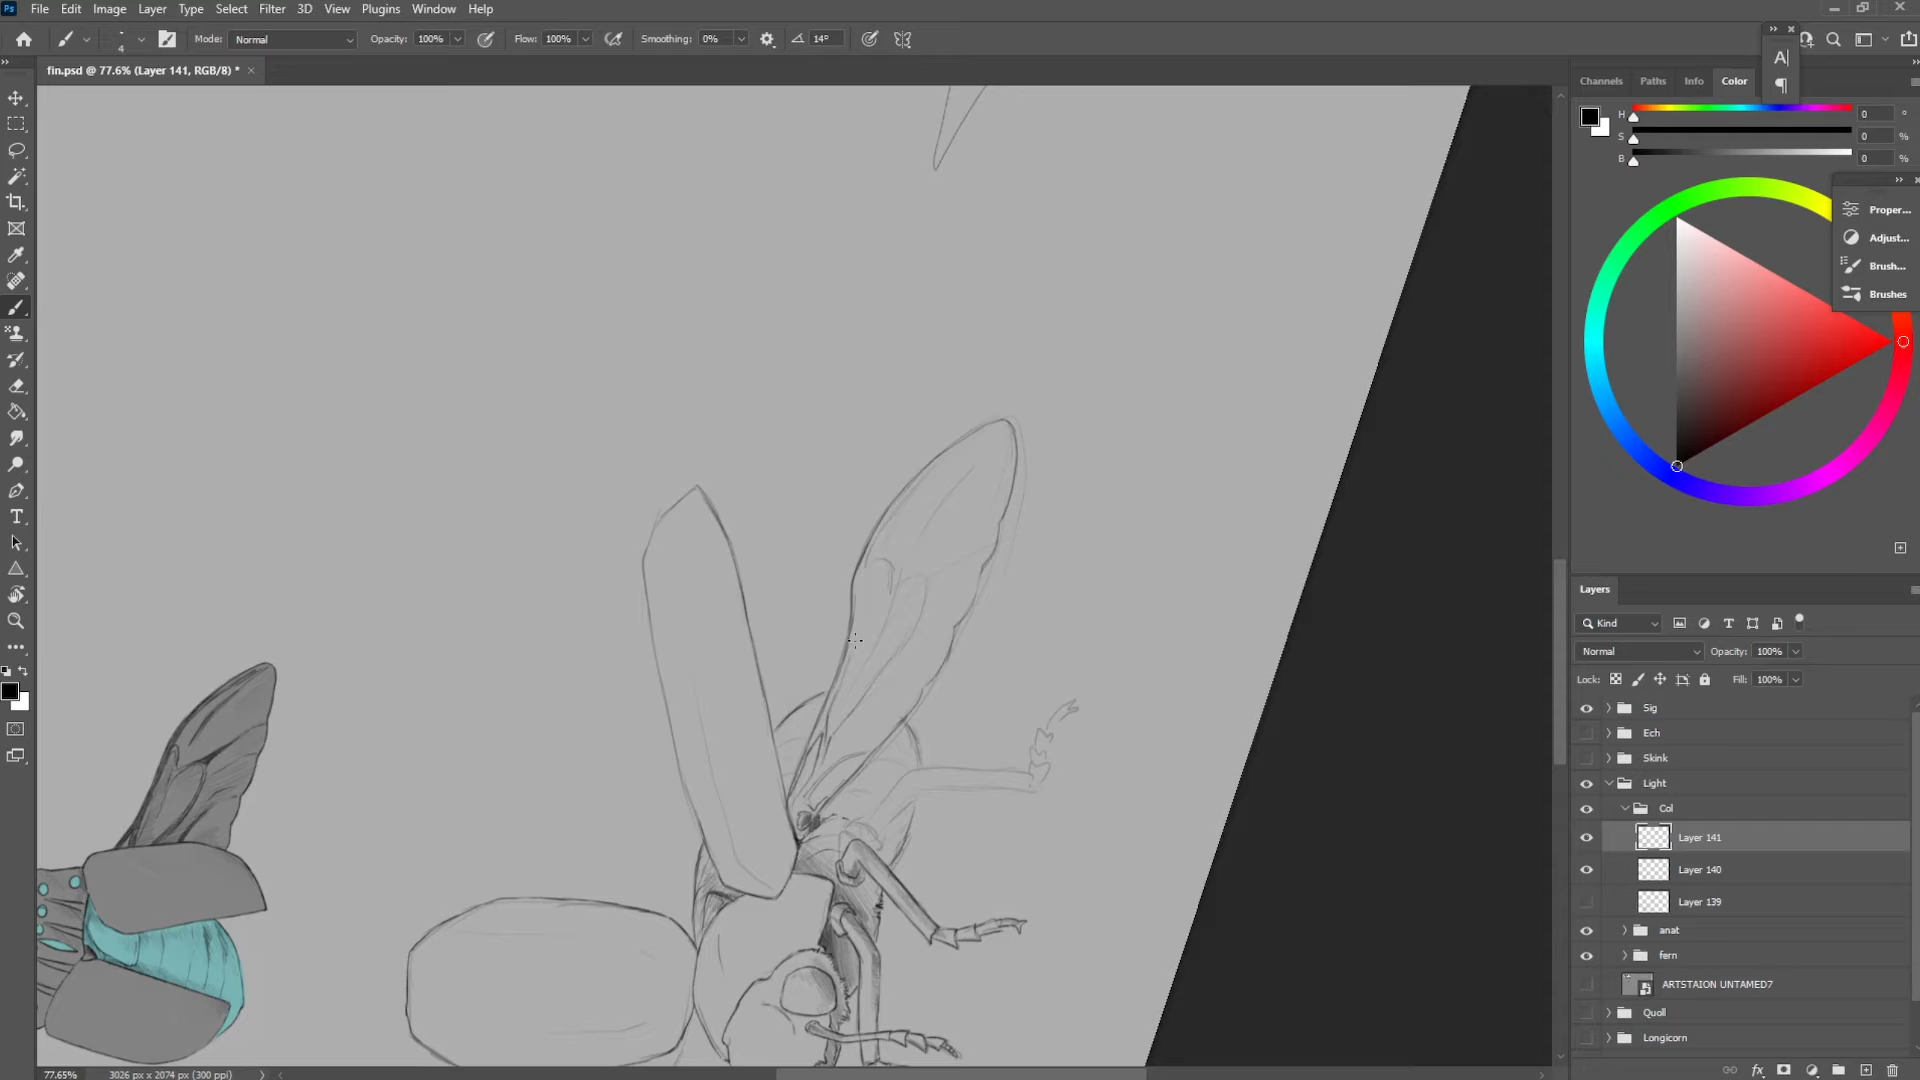 Ps File Edit Image Layer Type Select Filter 3D View Plugins Window Help
4 Mode: Normal Opacity: 100% Flow: 100% Smoothing: 0% 14°
fin.psd @ 77.6% (Layer 141, RGB/8) *
A
Channels Paths Info Color
H 0 °
S 0 %
B 0 %
Proper...
Adjust...
Brush...
Brushes
Layers
Kind
Normal Opacity: 100%
Lock: Fill: 100%
Sig
Ech
Skink
Light
Col
Layer 141
Layer 140
Layer 139
anat
fern
ARTSTAION UNTAMED7
Quoll
Longicorn
fx
77.65% 3026 px x 2074 px (300 ppi)